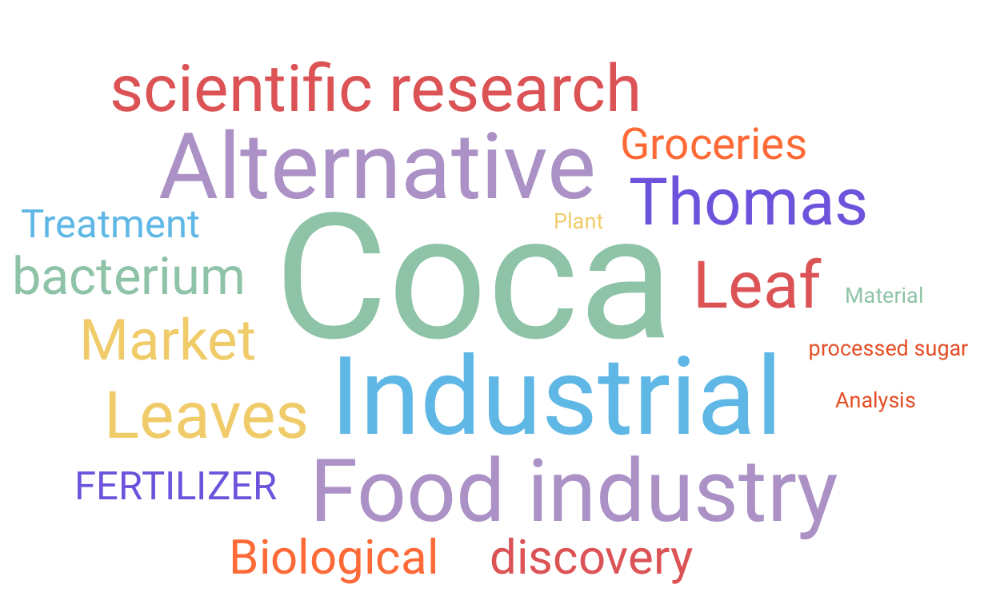 scientific research
Alternative
Groceries
Thomas
Treatment
Plant
Coca
bacterium
Leaf
Material
Market
processed sugar
Industrial
Leaves
Analysis
FERTILIZER
Food industry
Biological
discovery